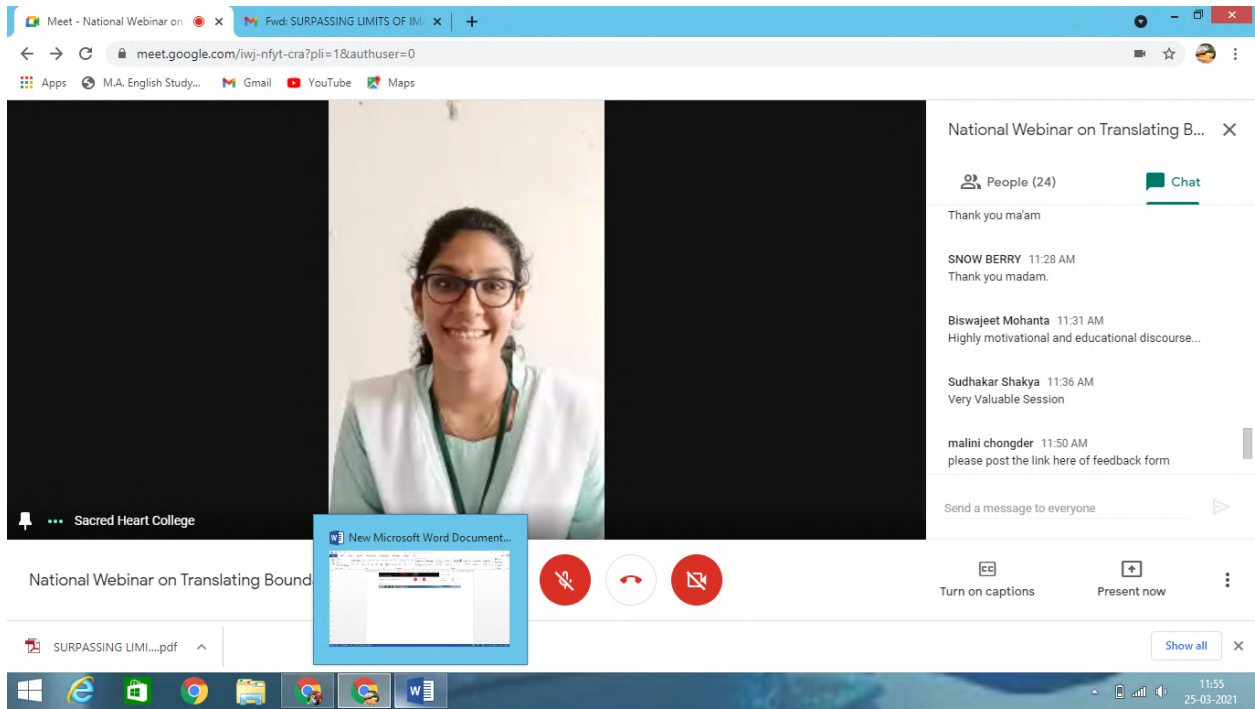 Meet - National Webinar on
Fwd: SURPASSING LIMITS OF IM
meet.google.com/iwj-nfyt-cra?pli=1&authuser=0
Apps
M.A. English Study...
Gmail
YouTube
Maps
National Webinar on Translating B...
People (24)
Chat
Thank you ma'am
SNOW BERRY 11:28 AM
Thank you madam.
Biswajeet Mohanta 11:31 AM
Highly motivational and educational discourse...
Sudhakar Shakya 11:36 AM
Very Valuable Session
malini chongder 11:50 AM
please post the link here of feedback form
Send a message to everyone
Sacred Heart College
New Microsoft Word Document...
National Webinar on Translating Bound
CC
Turn on captions
Present now
SURPASSING LIMI....pdf
Show all
11:55
25-03-2021